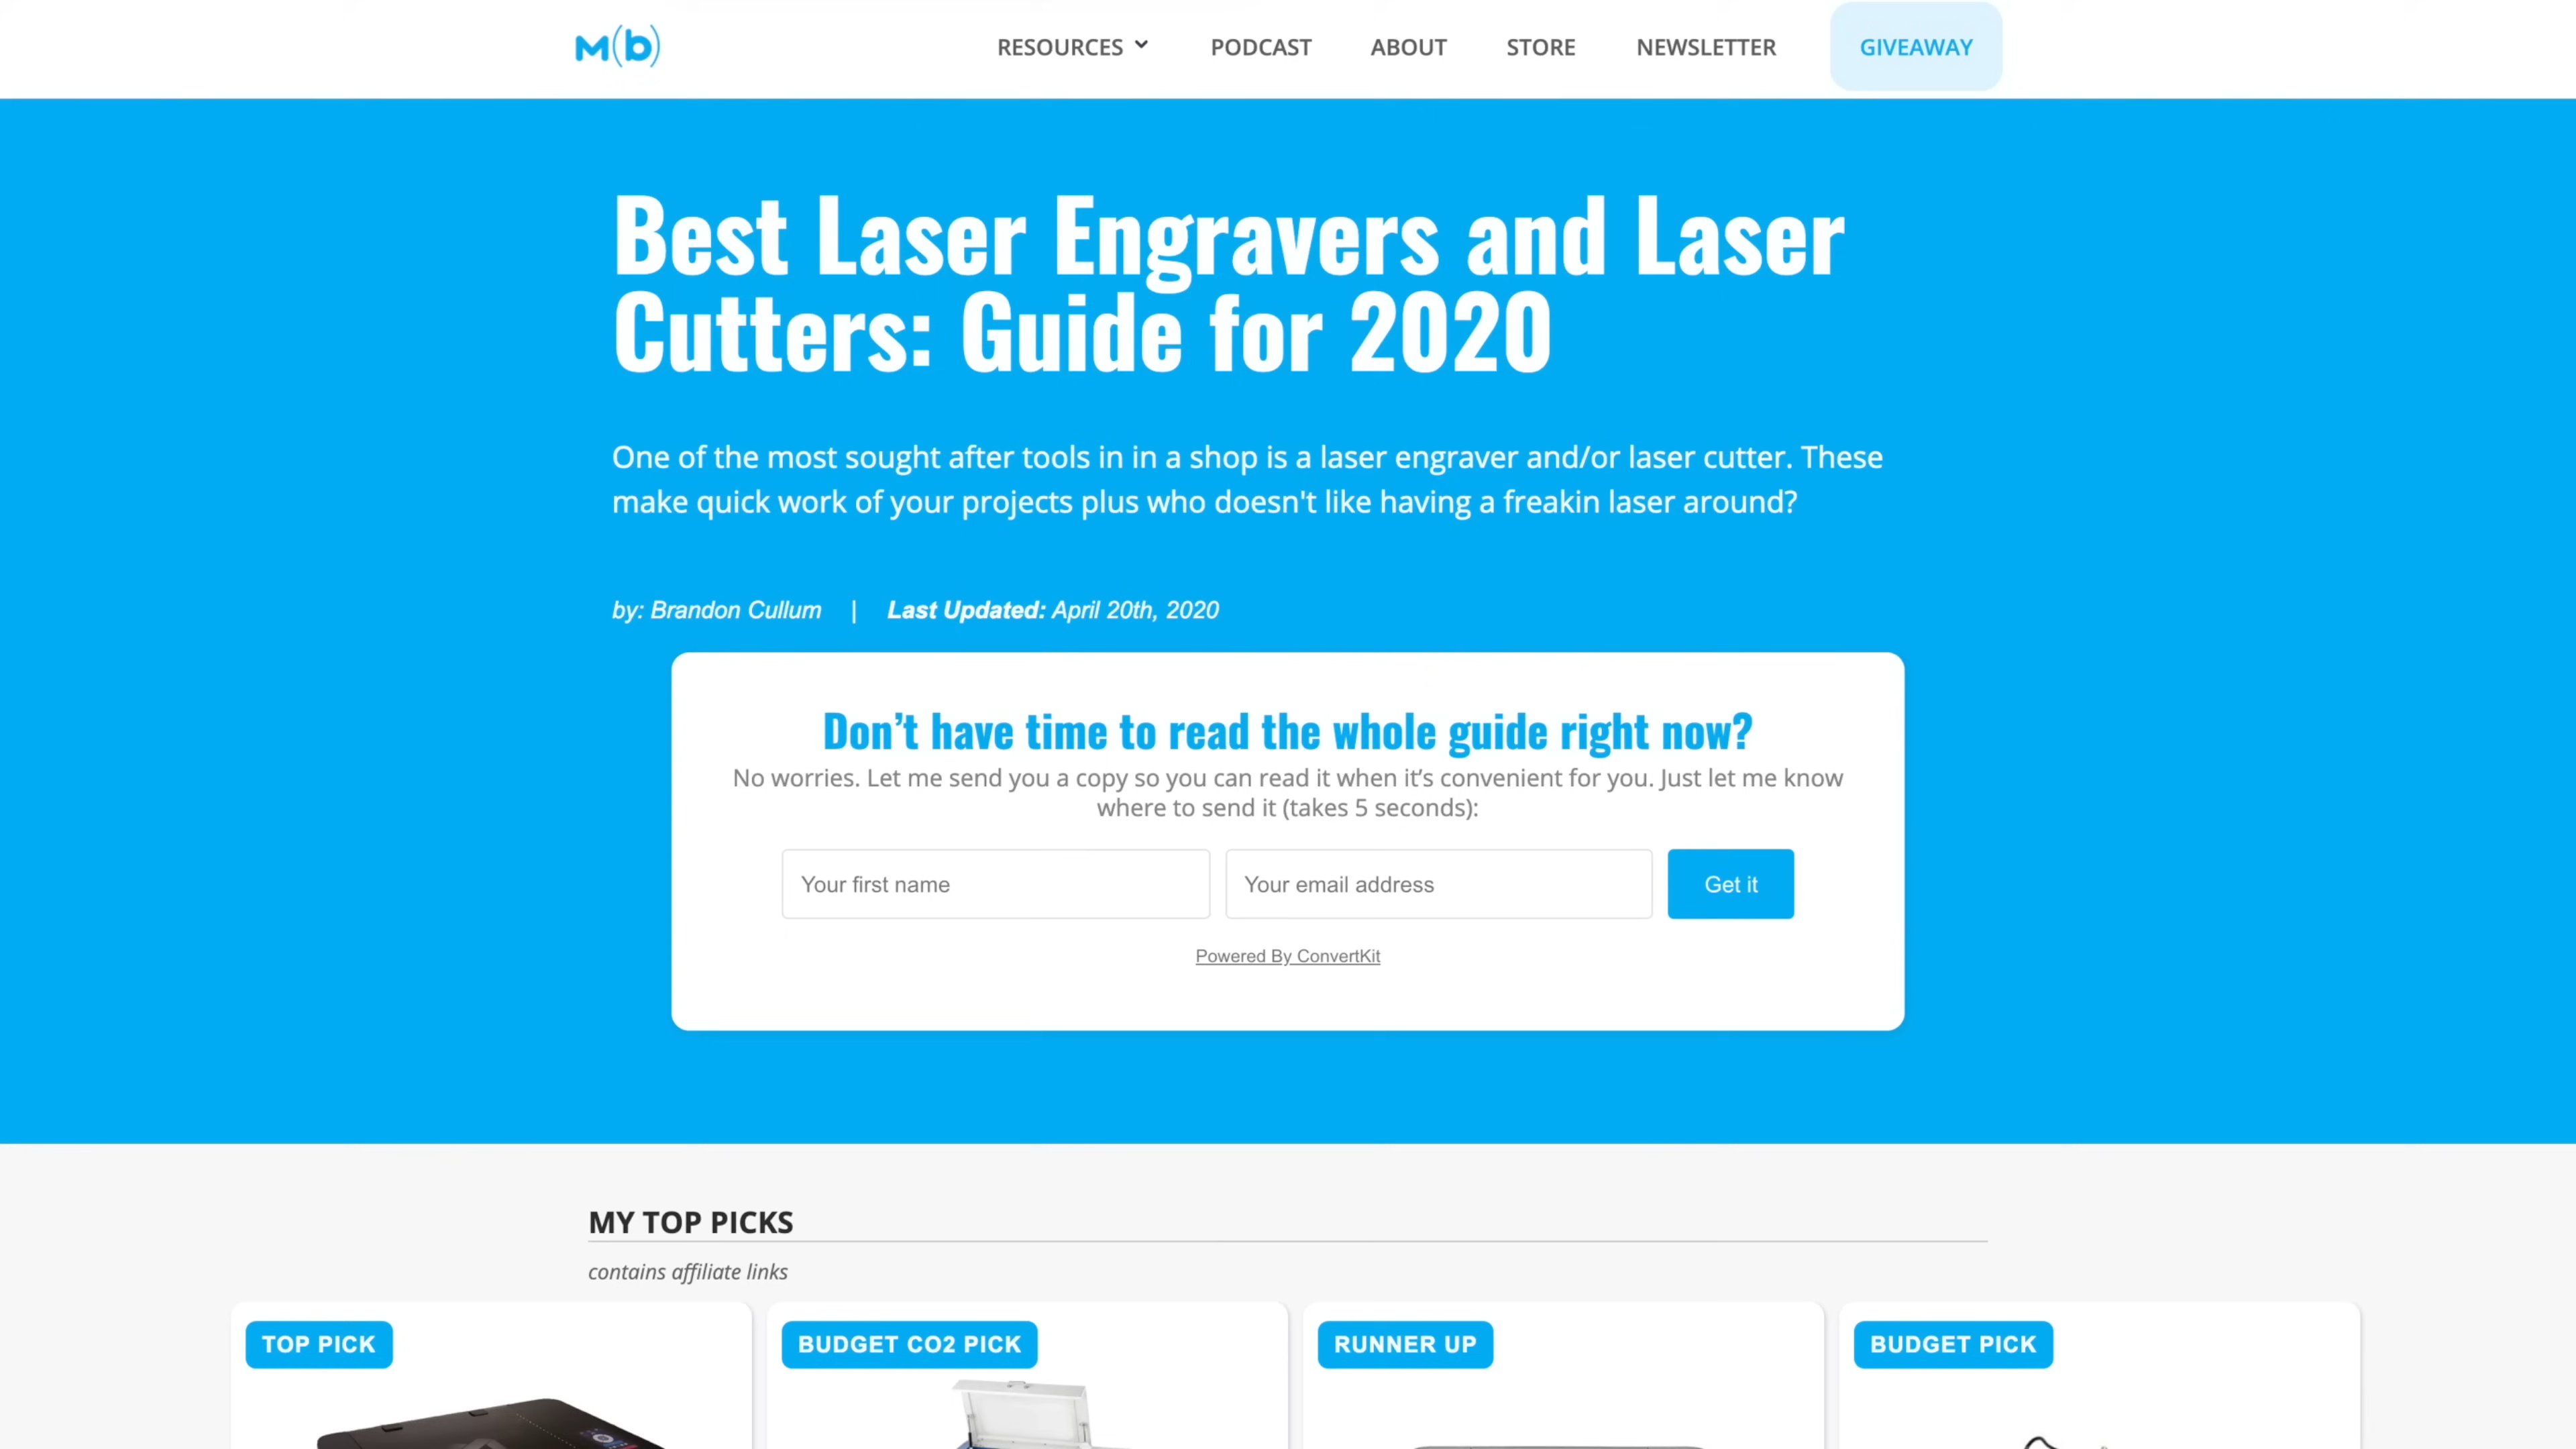 M(b)
RESOURCES PODCAST ABOUT STORE NEWSLETTER GIVEAWAY
Best Laser Engravers and Laser
Cutters: Guide for 2020
One of the most sought after tools in in a shop is a laser engraver and/or laser cutter. These
make quick work of your projects plus who doesn't like having a freakin laser around?
by: Brandon Cullum | Last Updated: April 20th, 2020
Don’t have time to read the whole guide right now?
No worries. Let me send you a copy so you can read it when it’s convenient for you. Just let me know
where to send it (takes 5 seconds):
Your first name Your email address Get it
Powered By ConvertKit
MY TOP PICKS
contains affiliate links
TOP PICK BUDGET CO2 PICK RUNNER UP BUDGET PICK